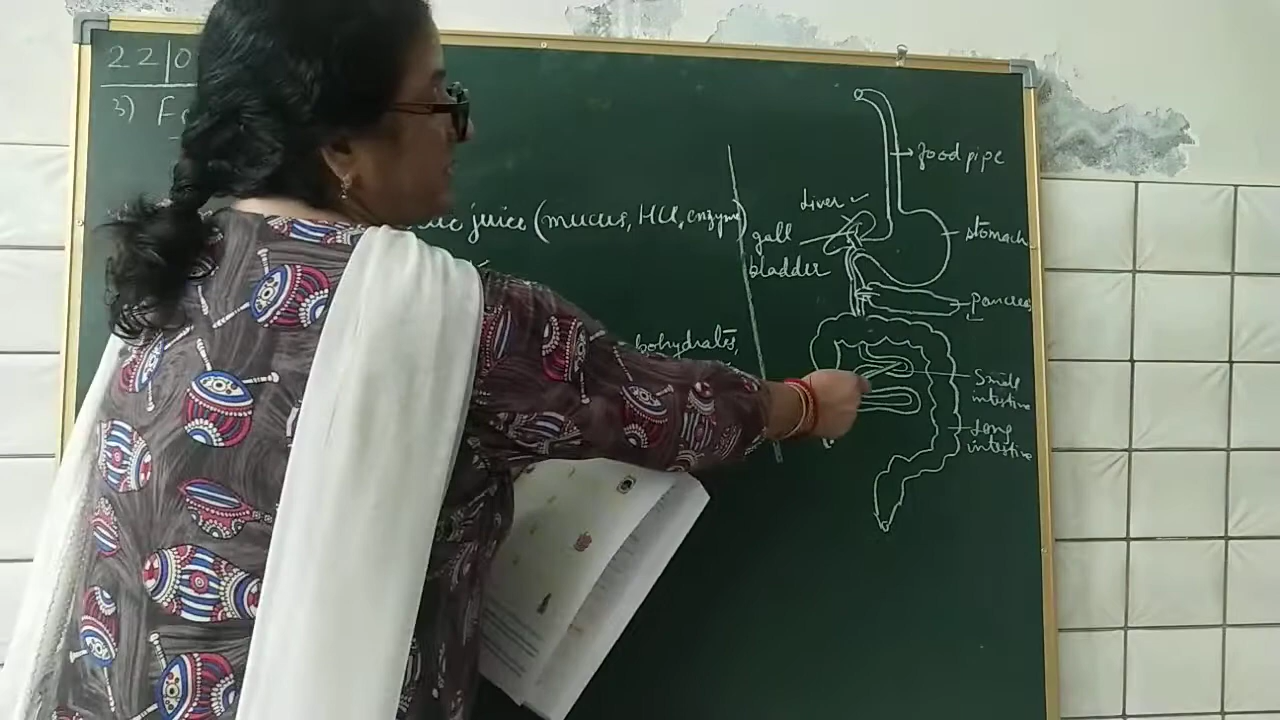 22/0
3) F
juice (mucus, HCl, enzyme)
bohydrates,
food pipe
Liver
gall
bladder
stomach
Pancreas
Small
intestine
Large
intestine